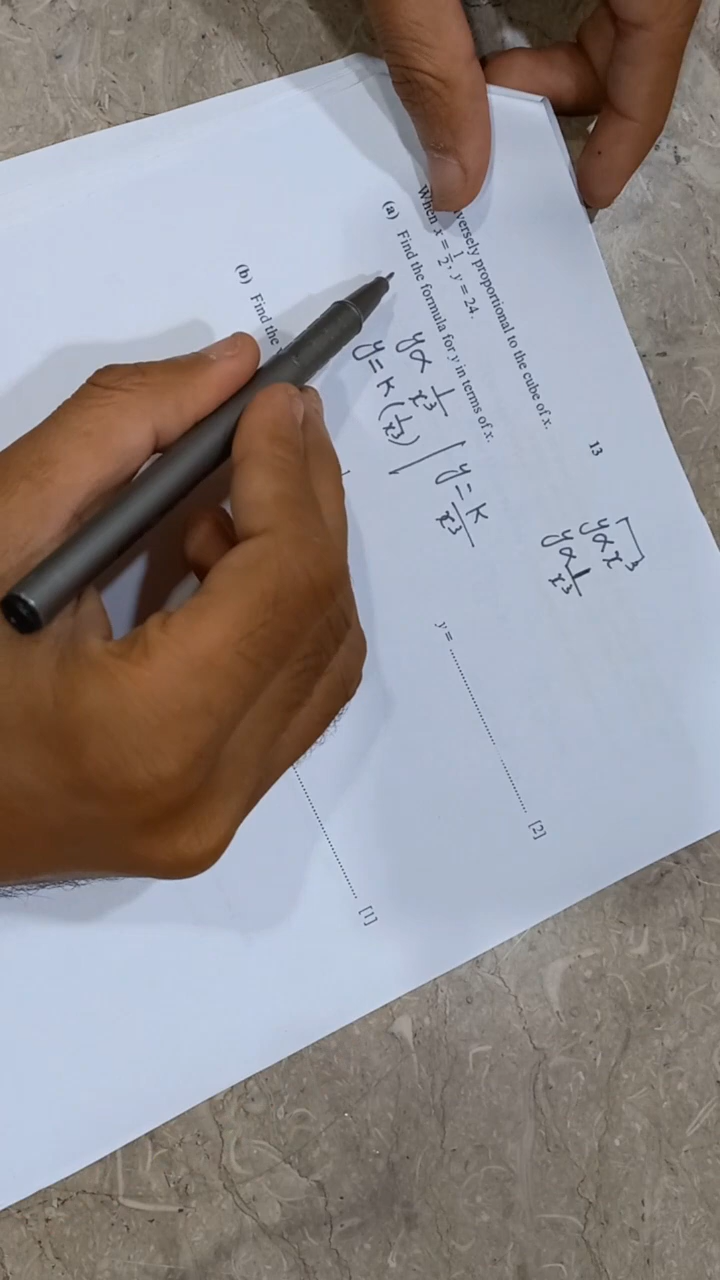 13
versely proportional to the cube of x.
When x = 1/2, y = 24.
(a) Find the formula for y in terms of x.
y ∝ x³
y ∝ 1/x³
y ∝ 1/x³
y = k (1/x³)
y = k/x³
y = .................... [2]
(b) Find the
.................... [1]